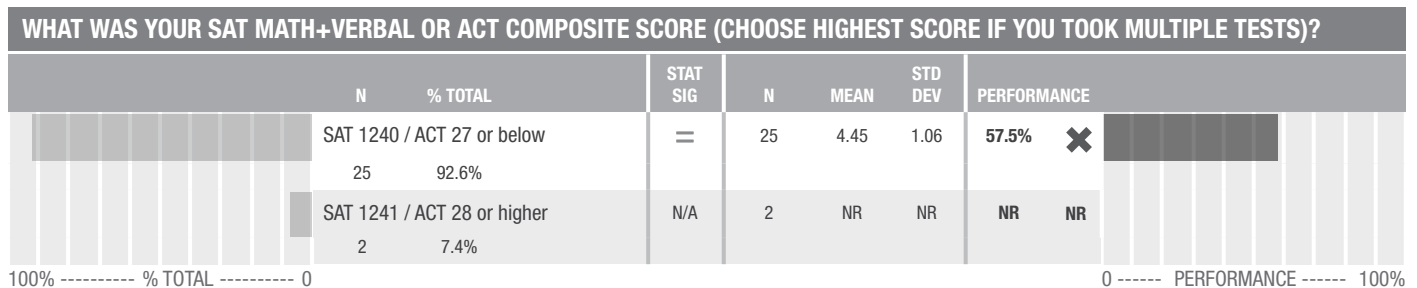 WHAT WAS YOUR SAT MATH+VERBAL OR ACT COMPOSITE SCORE (CHOOSE HIGHEST SCORE IF YOU TOOK MULTIPLE TESTS)?
N % TOTAL STAT SIG N MEAN STD DEV PERFORMANCE
SAT 1240 / ACT 27 or below = 25 4.45 1.06 57.5% ✖
25 92.6%
SAT 1241 / ACT 28 or higher N/A 2 NR NR NR NR
2 7.4%
100% ---------- % TOTAL ---------- 0 0 ------ PERFORMANCE ------ 100%